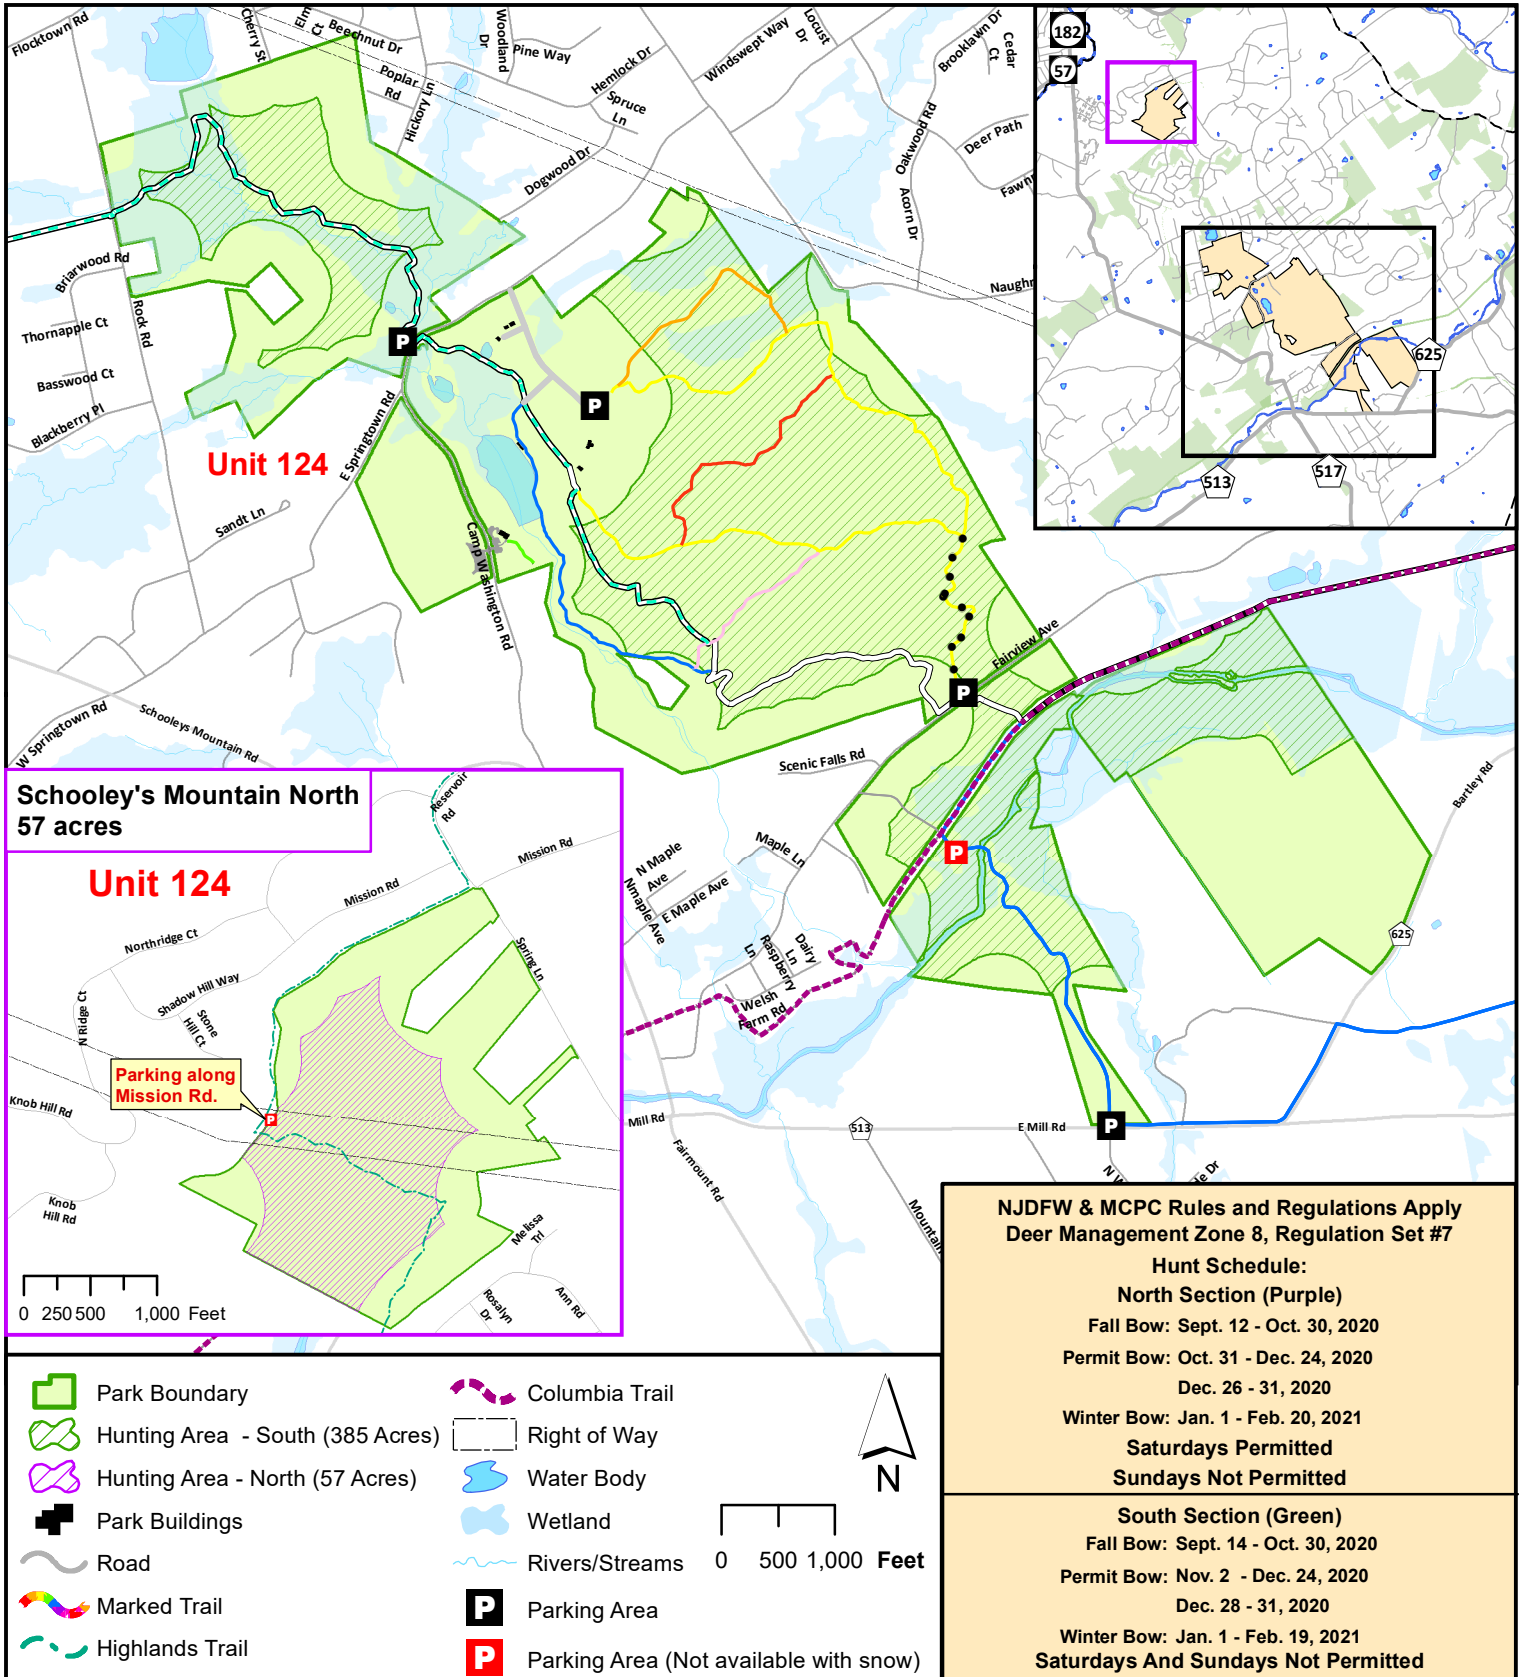 Flocktown Rd
Cherry St
Elm Ct
Beechnut Dr
Woodland Dr
Pine Way
Poplar Rd
Hickory Ln
Hemlock Dr
Spruce Ln
Windswept Way
Locust Dr
Brooklawn Dr
Cedar Ct
Oakwood Rd
Deer Path
Acorn Dr
Dogwood Dr
182
57
625
513
517
Briarwood Rd
Thornapple Ct
Rock Rd
Basswood Ct
Blackberry Pl
E Springtown Rd
Unit 124
Sandt Ln
Camp Washington Rd
P
P
P
P
P
Fairview Ave
W Springtown Rd
Schooleys Mountain Rd
Scenic Falls Rd
Bartley Rd
Maple Ln
N Maple Ave
Nmaple Ave
E Maple Ave
Raspberry Ln
Dairy Ln
Welsh Farm Rd
625
Mill Rd
513
E Mill Rd
Fairmount Rd
Mountain
N W
le Dr
Schooley's Mountain North
57 acres
Unit 124
Reservoir Rd
Mission Rd
Mission Rd
Northridge Ct
Shadow Hill Way
Spring Ln
N Ridge Ct
Stone Hill Ct
Parking along
Mission Rd.
P
Knob Hill Rd
Knob
Hill Rd
Melissa Trl
Rosalyn Dr
Ann Rd
0 250 500 1,000 Feet
Park Boundary
Hunting Area - South (385 Acres)
Hunting Area - North (57 Acres)
Park Buildings
Road
Marked Trail
Highlands Trail
Columbia Trail
Right of Way
Water Body
Wetland
Rivers/Streams
P Parking Area
P Parking Area (Not available with snow)
N
0 500 1,000 Feet
NJDFW & MCPC Rules and Regulations Apply
Deer Management Zone 8, Regulation Set #7
Hunt Schedule:
North Section (Purple)
Fall Bow: Sept. 12 - Oct. 30, 2020
Permit Bow: Oct. 31 - Dec. 24, 2020
Dec. 26 - 31, 2020
Winter Bow: Jan. 1 - Feb. 20, 2021
Saturdays Permitted
Sundays Not Permitted
South Section (Green)
Fall Bow: Sept. 14 - Oct. 30, 2020
Permit Bow: Nov. 2 - Dec. 24, 2020
Dec. 28 - 31, 2020
Winter Bow: Jan. 1 - Feb. 19, 2021
Saturdays And Sundays Not Permitted